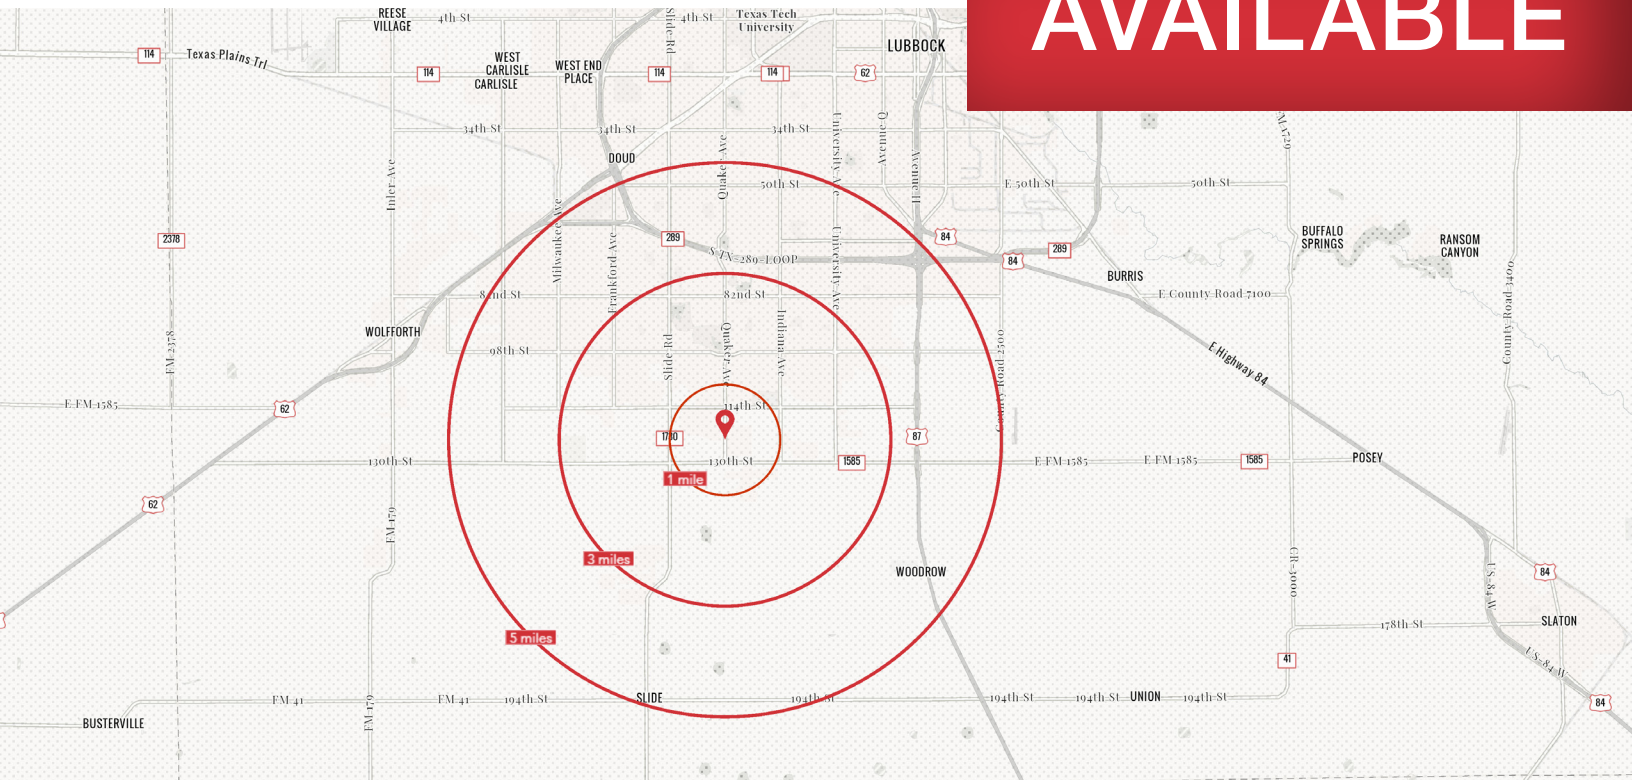 AVAILABLE
REESE
VILLAGE
4th St
Slide Rd
4th St
Texas Tech
University
LUBBOCK
114
Texas Plains Trl
WEST
CARLISLE
CARLISLE
WEST END
PLACE
114
114
114
62
34th St
34th St
34th St
University Ave
Avenue Q
FM 1729
DOUD
Inler Ave
Quaker Ave
50th St
Avenue H
E 50th St
50th St
Milwaukee Ave
2378
Frankford Ave
289
S TX-289-LOOP
University Ave
84
84
289
BUFFALO
SPRINGS
RANSOM
CANYON
BURRIS
82nd St
82nd St
E County Road 7100
County Road 3400
WOLFFORTH
FM 2378
98th St
Slide Rd
Quaker Ave
Indiana Ave
County Road 2500
E Highway 84
E FM 1585
62
114th St
87
130th St
130th St
1585
E FM 1585
E FM 1585
1585
POSEY
1 mile
62
FM 179
3 miles
WOODROW
CR-3000
US-84 W
84
5 miles
178th St
SLATON
41
US-84 W
FM 41
FM 41
194th St
SLIDE
194th St
194th St
194th St
UNION
194th St
84
BUSTERVILLE
FM 179